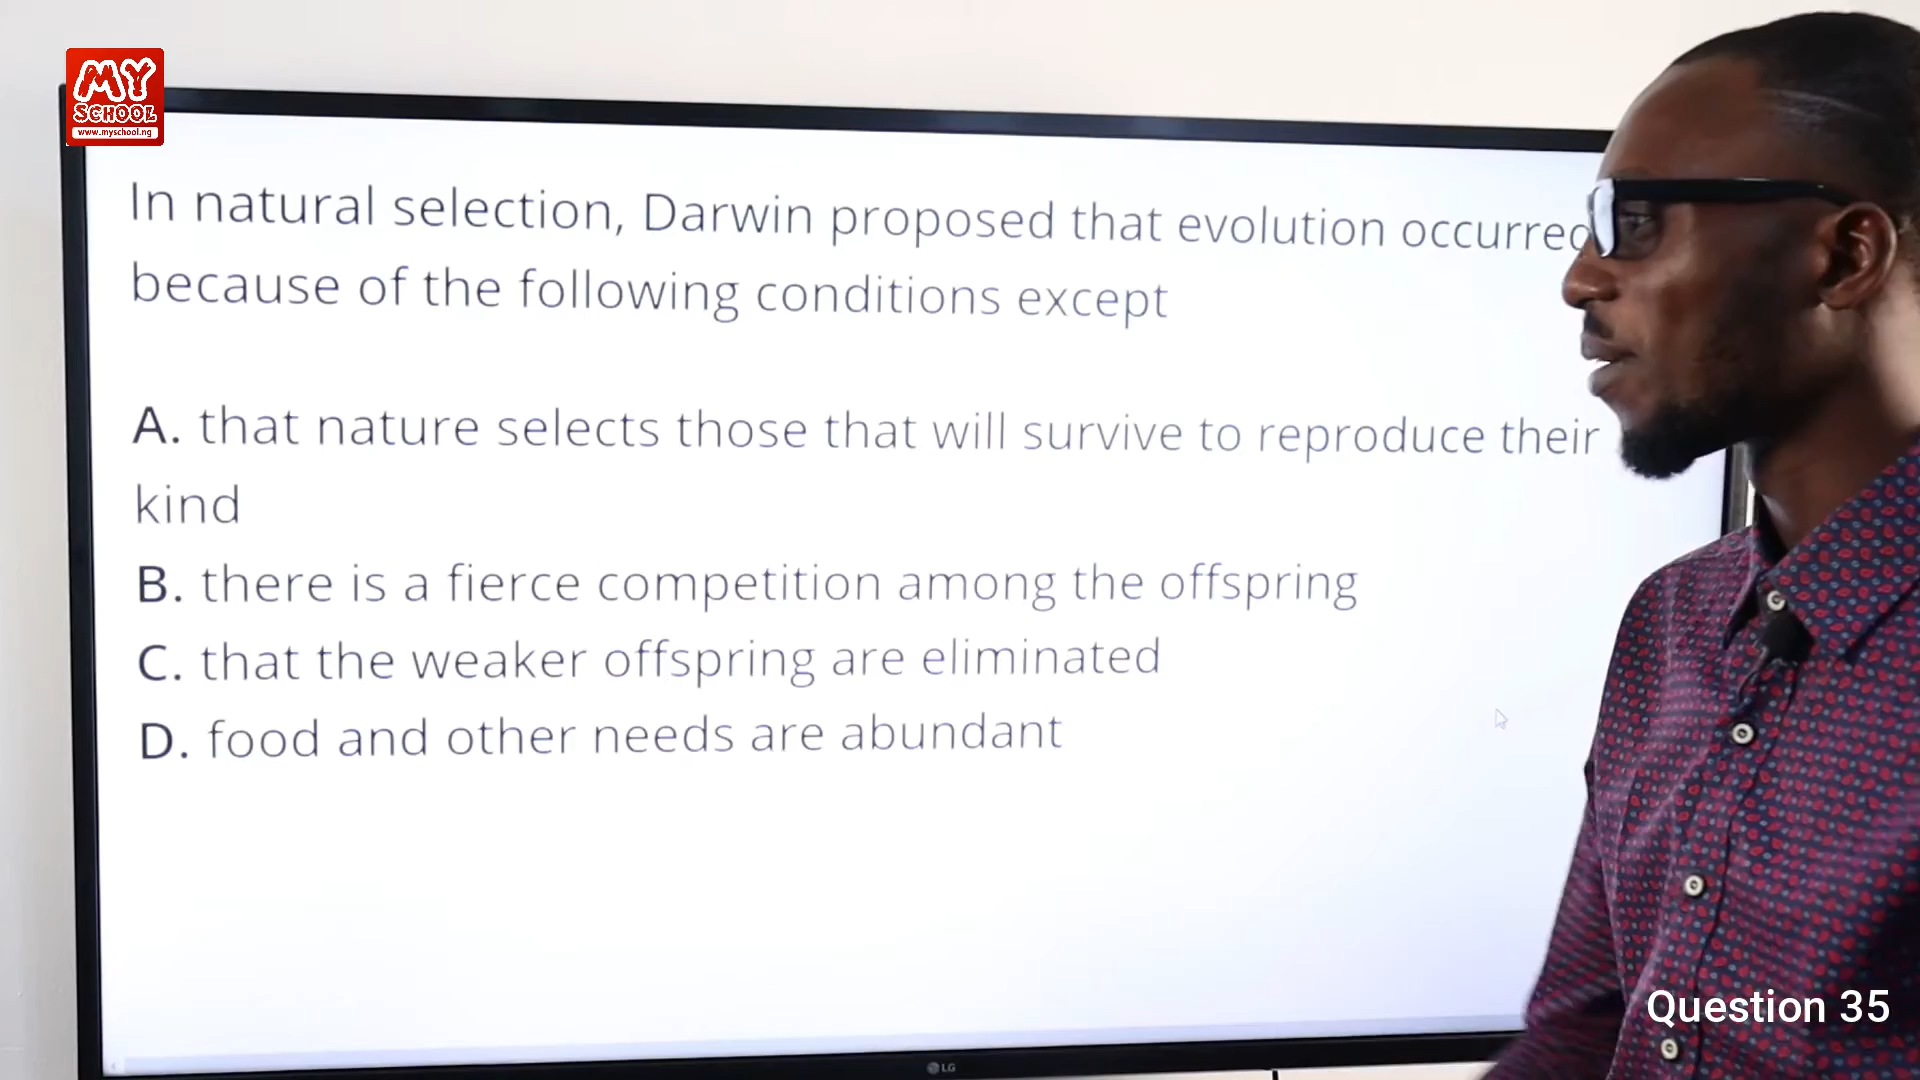 MY
SCHOOL
www.myschool.ng
In natural selection, Darwin proposed that evolution occurred
because of the following conditions except
A. that nature selects those that will survive to reproduce their
kind
B. there is a fierce competition among the offspring
C. that the weaker offspring are eliminated
D. food and other needs are abundant
LG
Question 35